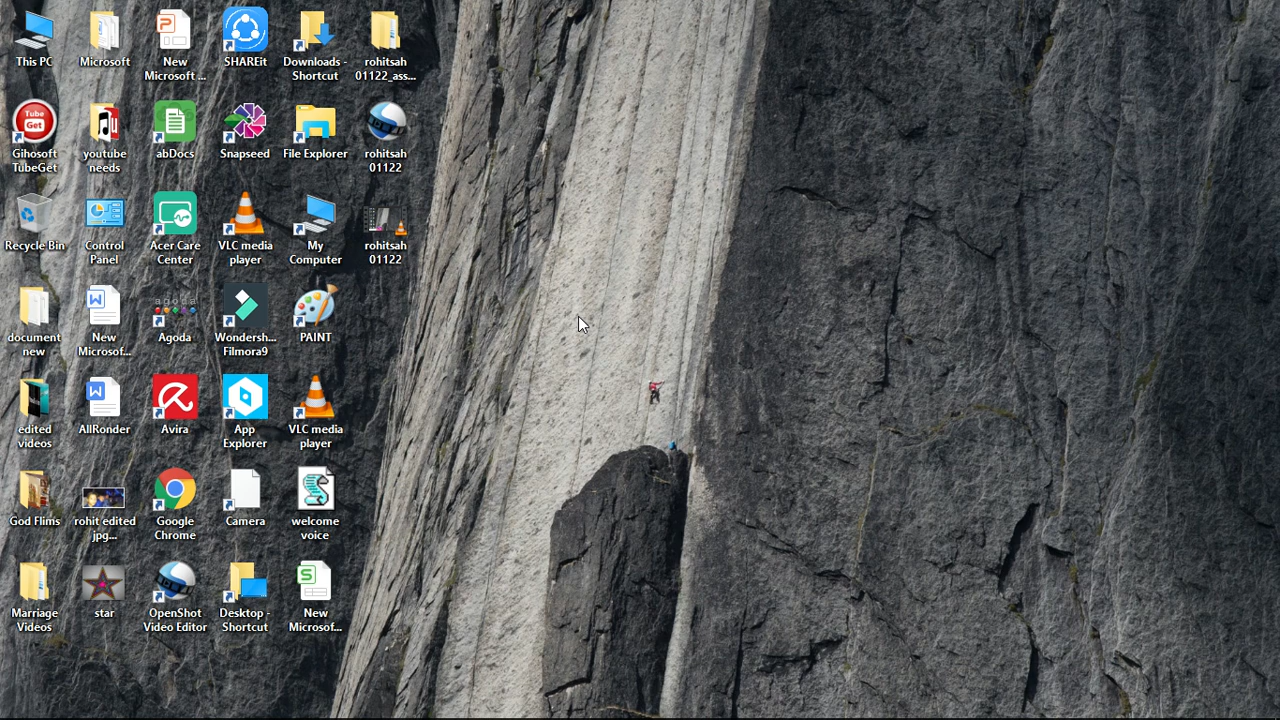 This PC
Microsoft
New
Microsoft ...
SHAREit
Downloads -
Shortcut
rohitsah
01122_ass...
Tube
Get
Gihosoft
TubeGet
youtube
needs
abDocs
Snapseed
File Explorer
rohitsah
01122
Recycle Bin
Control
Panel
Acer Care
Center
VLC media
player
My
Computer
rohitsah
01122
document
new
New
Microsof...
agoda
Agoda
Wondersh...
Filmora9
PAINT
edited
videos
AllRonder
Avira
App
Explorer
VLC media
player
God Flims
rohit edited
jpg...
Google
Chrome
Camera
welcome
voice
Marriage
Videos
star
OpenShot
Video Editor
Desktop -
Shortcut
New
Microsof...